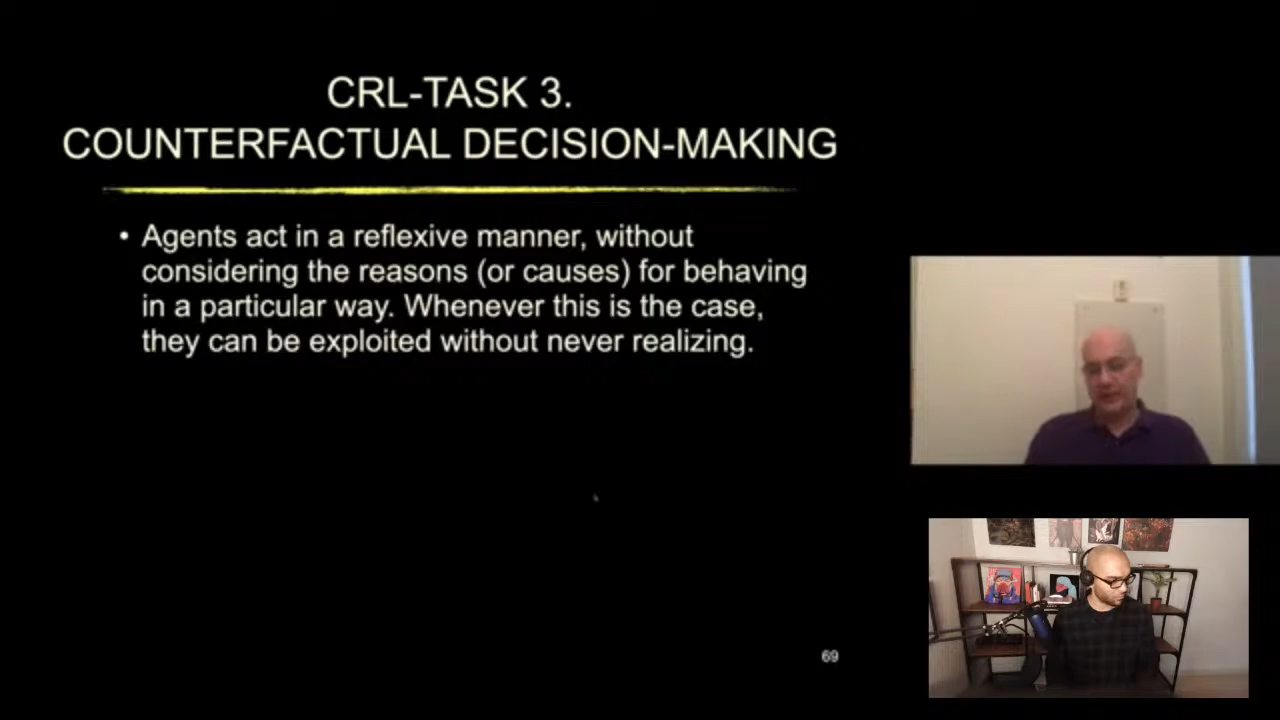 CRL-TASK 3.
COUNTERFACTUAL DECISION-MAKING
• Agents act in a reflexive manner, without
considering the reasons (or causes) for behaving
in a particular way. Whenever this is the case,
they can be exploited without never realizing.
69